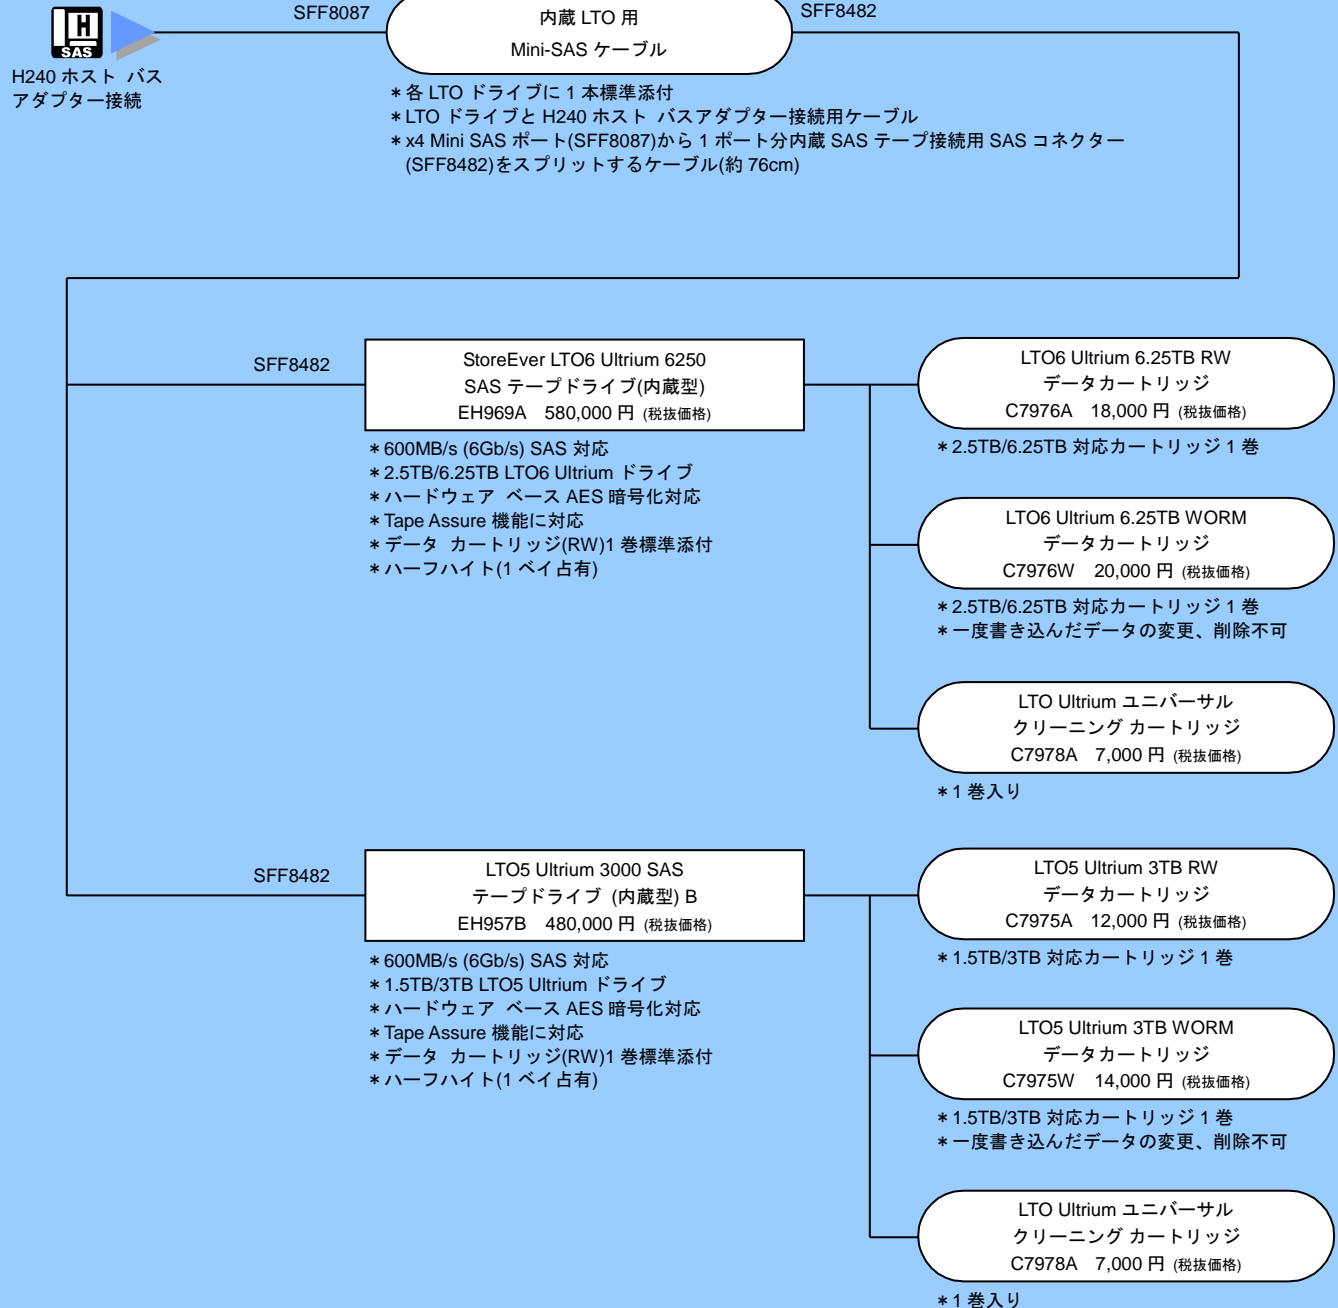 SFF8087
内蔵 LTO 用
Mini-SAS ケーブル
SFF8482
H
SAS
H240 ホスト バス
アダプター接続
＊各 LTO ドライブに 1 本標準添付
＊LTO ドライブと H240 ホスト バスアダプター接続用ケーブル
＊x4 Mini SAS ポート(SFF8087)から 1 ポート分内蔵 SAS テープ接続用 SAS コネクター
(SFF8482)をスプリットするケーブル(約 76cm)
SFF8482
StoreEver LTO6 Ultrium 6250
SAS テープドライブ(内蔵型)
EH969A 580,000 円 (税抜価格)
＊600MB/s (6Gb/s) SAS 対応
＊2.5TB/6.25TB LTO6 Ultrium ドライブ
＊ハードウェア ベース AES 暗号化対応
＊Tape Assure 機能に対応
＊データ カートリッジ(RW)1 巻標準添付
＊ハーフハイト(1 ベイ占有)
LTO6 Ultrium 6.25TB RW
データカートリッジ
C7976A 18,000 円 (税抜価格)
＊2.5TB/6.25TB 対応カートリッジ 1 巻
LTO6 Ultrium 6.25TB WORM
データカートリッジ
C7976W 20,000 円 (税抜価格)
＊2.5TB/6.25TB 対応カートリッジ 1 巻
＊一度書き込んだデータの変更、削除不可
LTO Ultrium ユニバーサル
クリーニング カートリッジ
C7978A 7,000 円 (税抜価格)
＊1 巻入り
SFF8482
LTO5 Ultrium 3000 SAS
テープドライブ (内蔵型) B
EH957B 480,000 円 (税抜価格)
＊600MB/s (6Gb/s) SAS 対応
＊1.5TB/3TB LTO5 Ultrium ドライブ
＊ハードウェア ベース AES 暗号化対応
＊Tape Assure 機能に対応
＊データ カートリッジ(RW)1 巻標準添付
＊ハーフハイト(1 ベイ占有)
LTO5 Ultrium 3TB RW
データカートリッジ
C7975A 12,000 円 (税抜価格)
＊1.5TB/3TB 対応カートリッジ 1 巻
LTO5 Ultrium 3TB WORM
データカートリッジ
C7975W 14,000 円 (税抜価格)
＊1.5TB/3TB 対応カートリッジ 1 巻
＊一度書き込んだデータの変更、削除不可
LTO Ultrium ユニバーサル
クリーニング カートリッジ
C7978A 7,000 円 (税抜価格)
＊1 巻入り